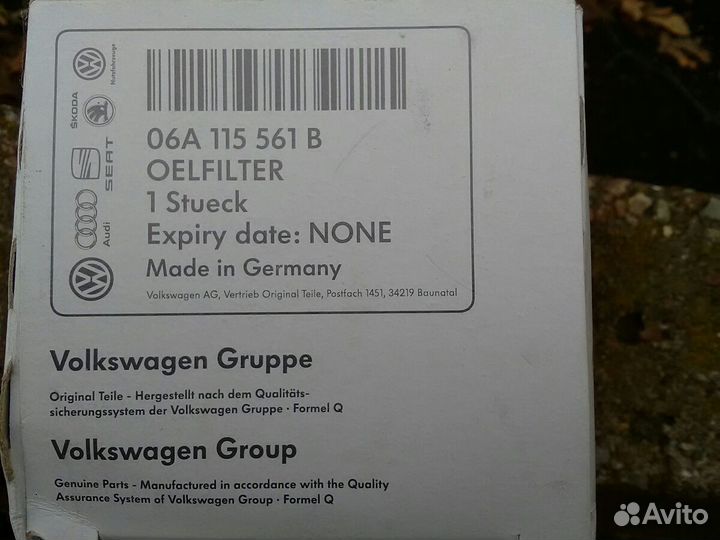 06A 115 561 B
OELFILTER
1 Stueck
Expiry date: NONE
Made in Germany
Volkswagen AG, Vertrieb Original Teile, Postfach 1451, 34219 Baunatal
Nutzfahrzeuge
ŠKODA
SEAT
Audi
Volkswagen Gruppe
Original Teile - Hergestellt nach dem Qualitäts-
sicherungssystem der Volkswagen Gruppe · Formel Q
Volkswagen Group
Genuine Parts - Manufactured in accordance with the Quality
Assurance System of Volkswagen Group · Formel Q
Avito